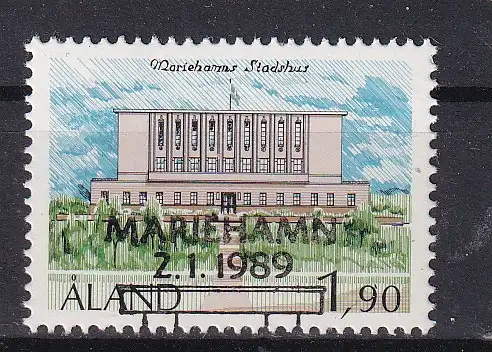 Mariehamns Stadshus
MARIEHAMN
2.1.1989
ÅLAND 1,90